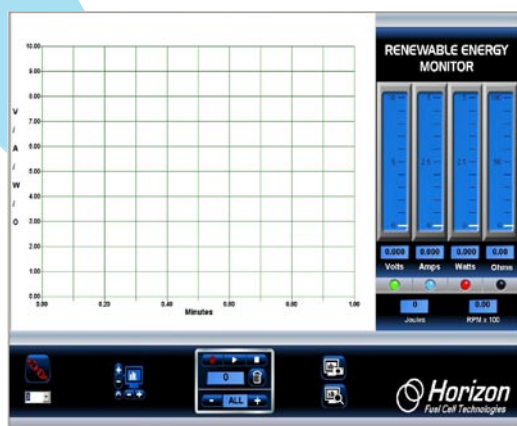 RENEWABLE ENERGY
MONITOR
10.00
9.00
8.00
7.00
6.00
5.00
4.00
3.00
2.00
1.00
0.00
V / A / W / O
0.00 0.20 0.40 0.60 0.80 1.00
Minutes
0.000 0.000 0.000 0.00
Volts Amps Watts Ohms
0 0.00
Joules RPM x 100
0
- ALL +
Horizon
Fuel Cell Technologies